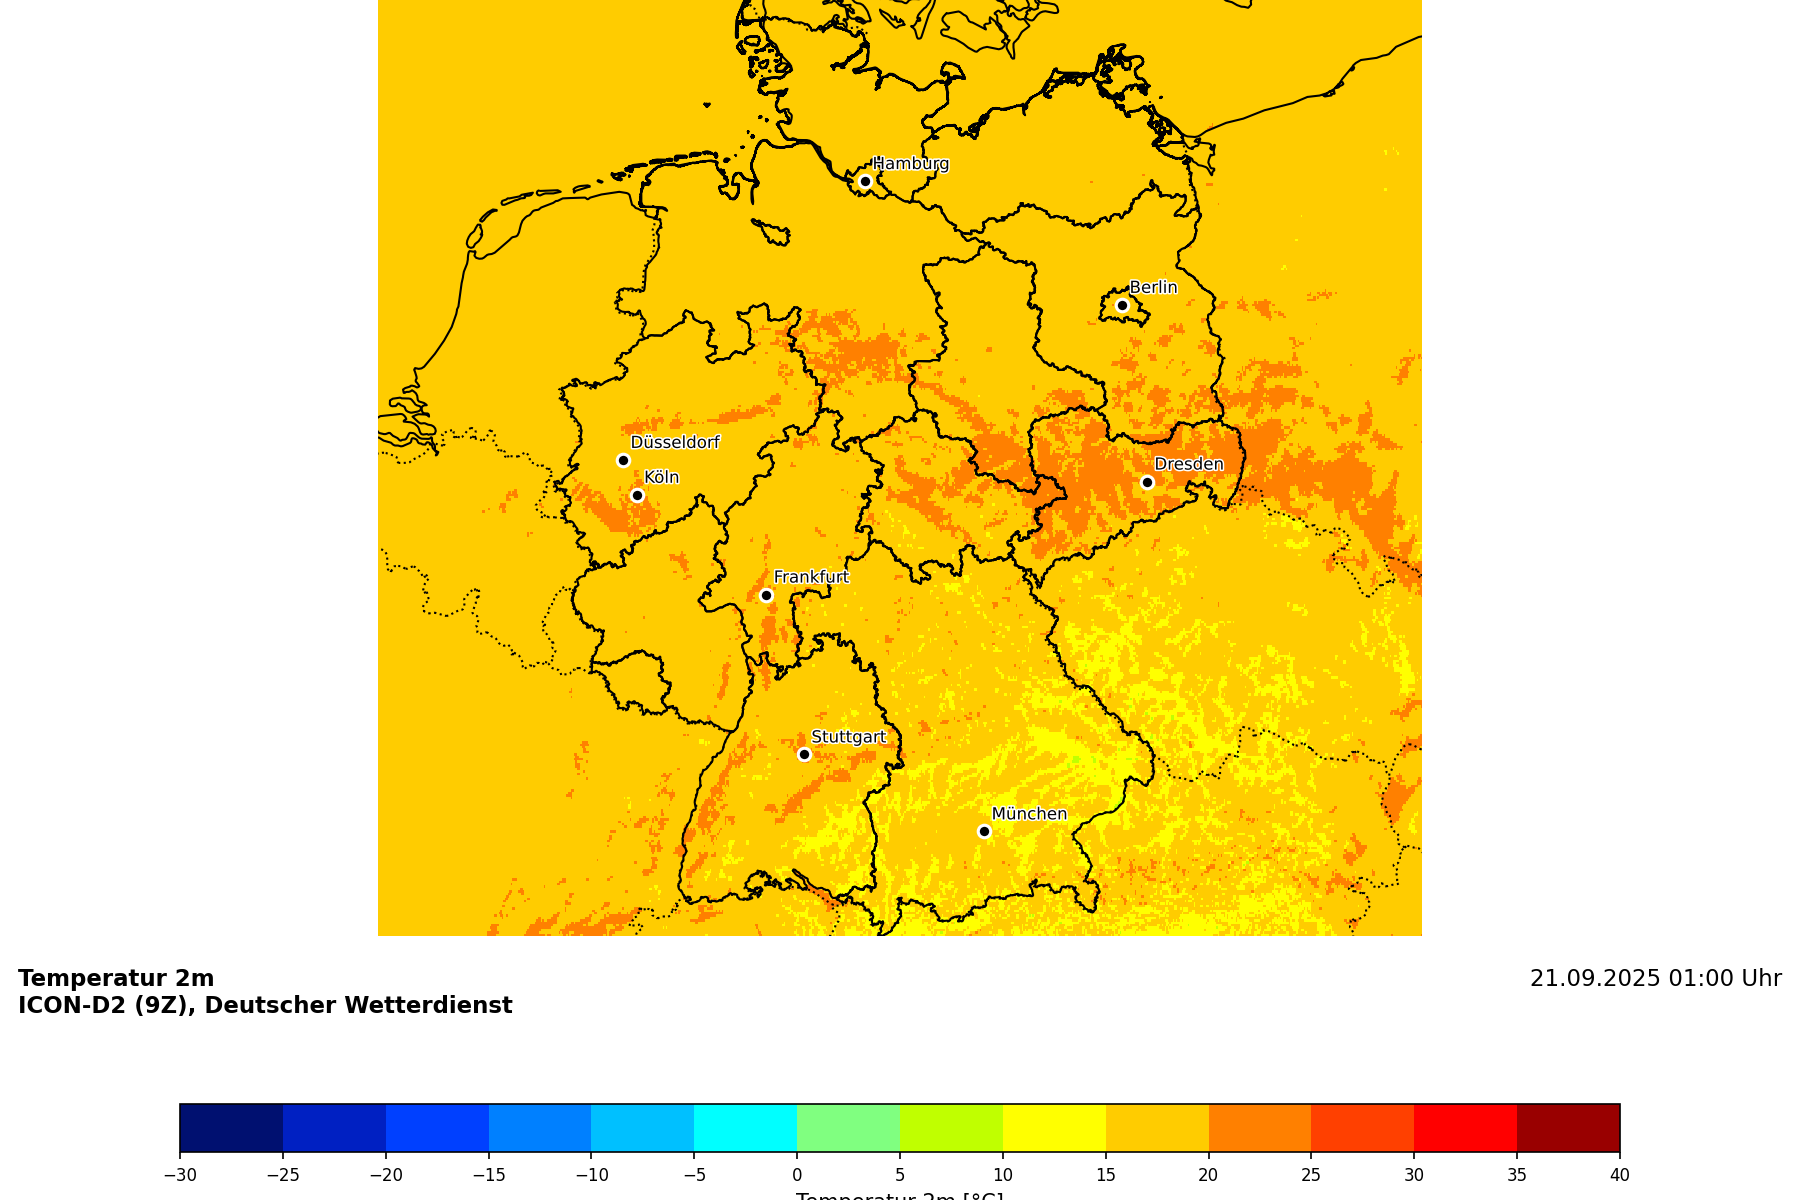 Hamburg
Berlin
Düsseldorf
Dresden
Köln
Frankfurt
Stuttgart
München
Temperatur 2m
21.09.2025 01:00 Uhr
ICON-D2 (9Z), Deutscher Wetterdienst
−30 −25 −20 −15 −10 −5 0 5 10 15 20 25 30 35 40
Temperatur 2m [°C]